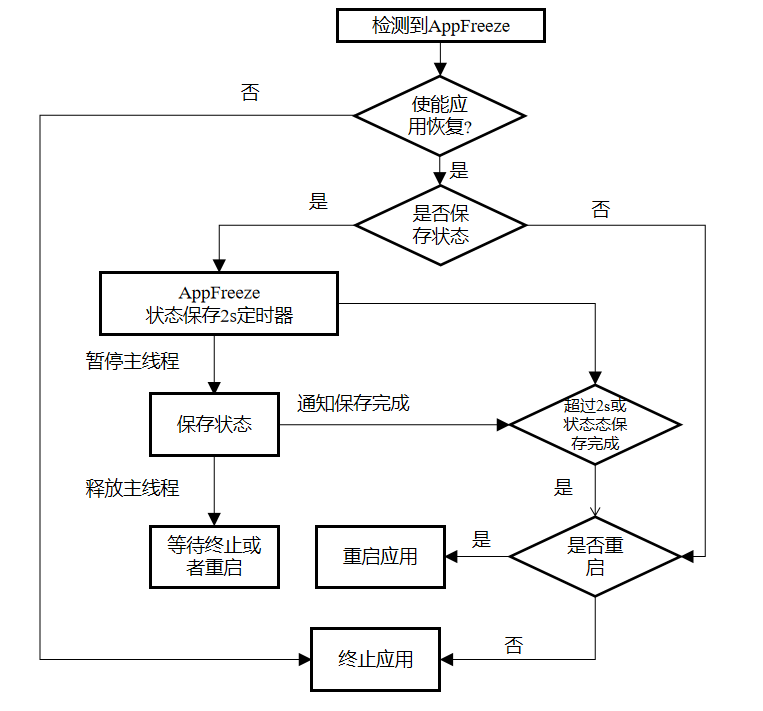 检测到AppFreeze
否
使能应
用恢复?
是
是
是否保
存状态
否
AppFreeze
状态保存2s定时器
暂停主线程
保存状态
通知保存完成
超过2s或
状态态保
存完成
释放主线程
是
等待终止或
者重启
重启应用
是
是否重
启
终止应用
否